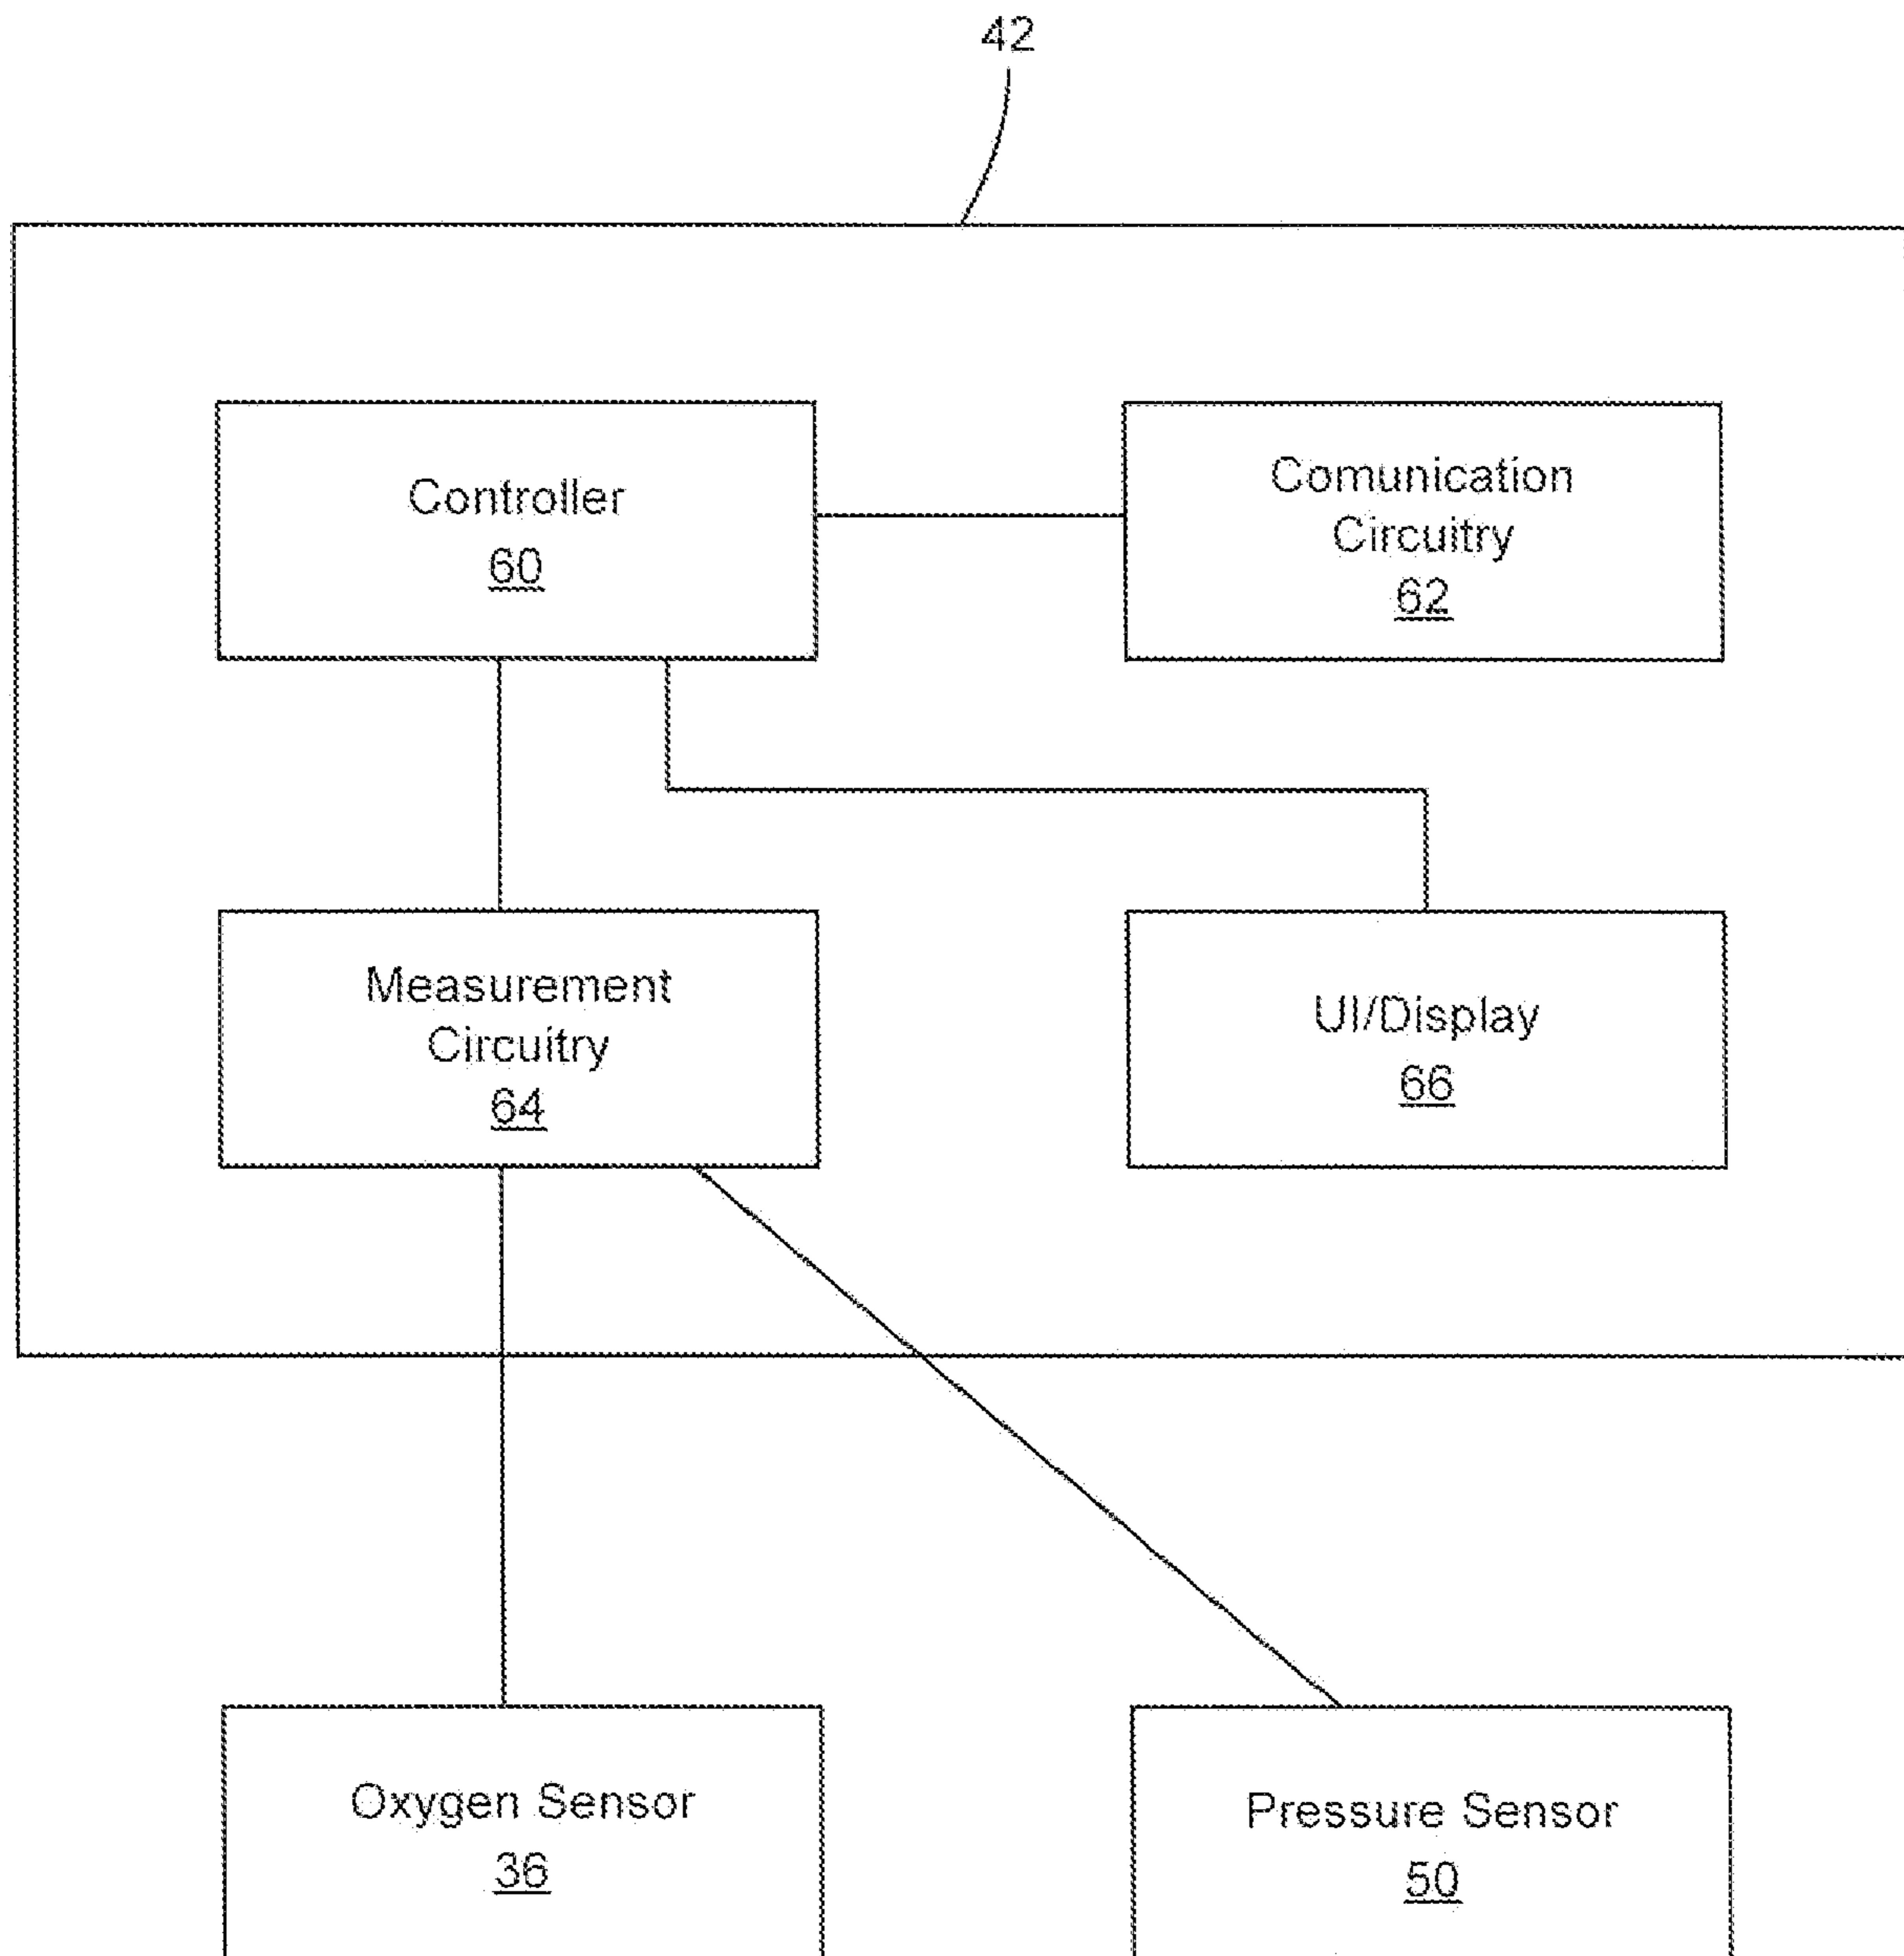 42
Controller
60
Comunication
Circuitry
62
Measurement
Circuitry
64
UI/Display
66
Oxygen Sensor
36
Pressure Sensor
50